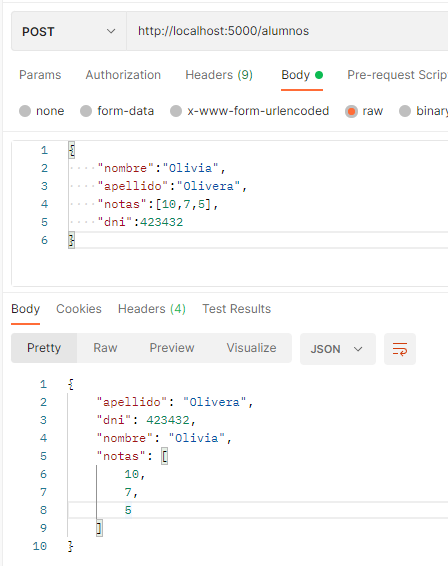 POST http://localhost:5000/alumnos
Params Authorization Headers (9) Body Pre-request Scrip
none form-data x-www-form-urlencoded raw binary
1 {
2 ····"nombre":"Olivia",
3 ····"apellido":"Olivera",
4 ····"notas":[10,7,5],
5 ····"dni":423432
6 }
Body Cookies Headers (4) Test Results
Pretty Raw Preview Visualize JSON
1 {
2 "apellido": "Olivera",
3 "dni": 423432,
4 "nombre": "Olivia",
5 "notas": [
6 10,
7 7,
8 5
9 ]
10 }